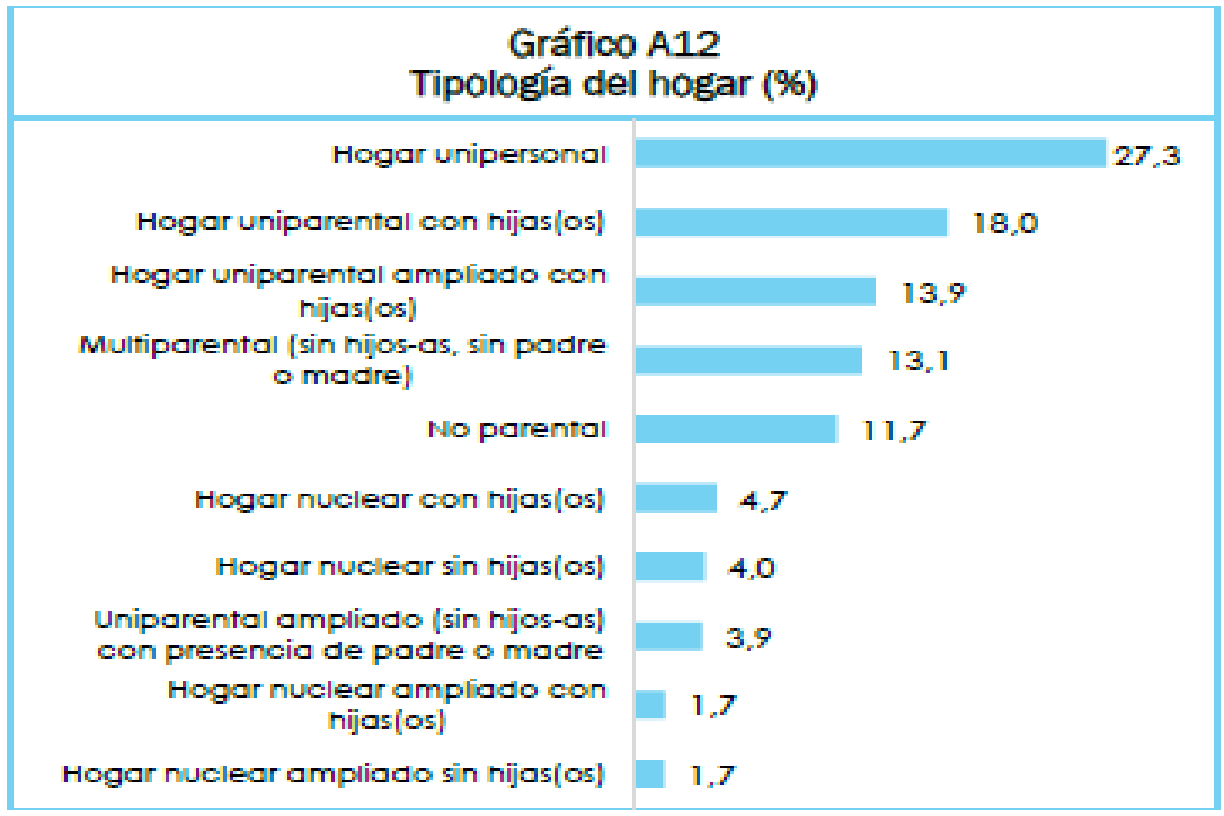 Gráfico A12
Tipología del hogar (%)
Hogar unipersonal
27,3
Hogar uniparental con hijas(os)
18,0
Hogar uniparental ampliado con
hijas(os)
13,9
Multiparental (sin hijos-as, sin padre
o madre)
13,1
No parental
11,7
Hogar nuclear con hijas(os)
4,7
Hogar nuclear sin hijas(os)
4,0
Uniparental ampliado (sin hijos-as)
con presencia de padre o madre
3,9
Hogar nuclear ampliado con
hijas(os)
1,7
Hogar nuclear ampliado sin hijas(os)
1,7